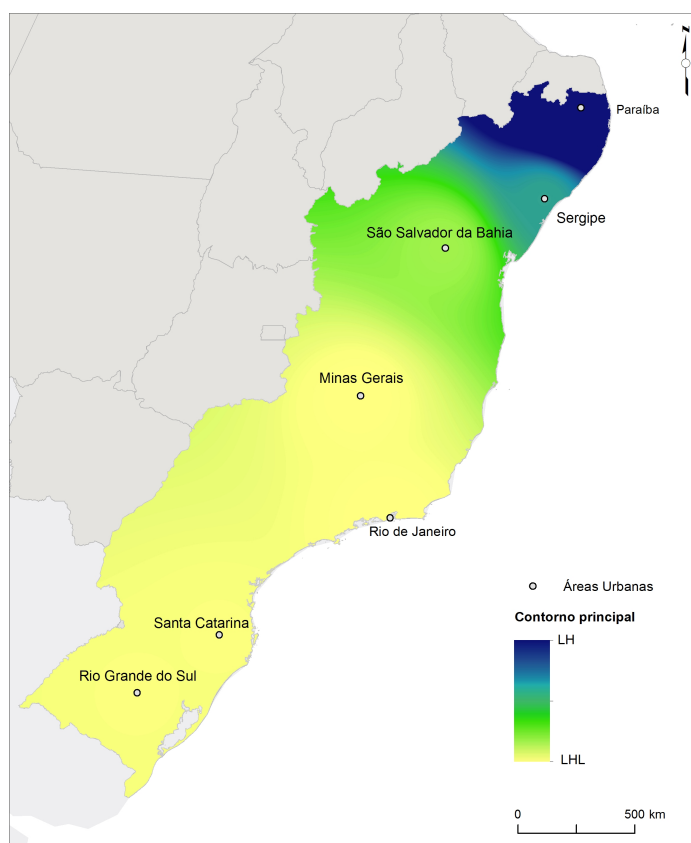 N
Paraíba
Sergipe
São Salvador da Bahia
Minas Gerais
Rio de Janeiro
Santa Catarina
Rio Grande do Sul
Áreas Urbanas
Contorno principal
LH
LHL
0 500 km